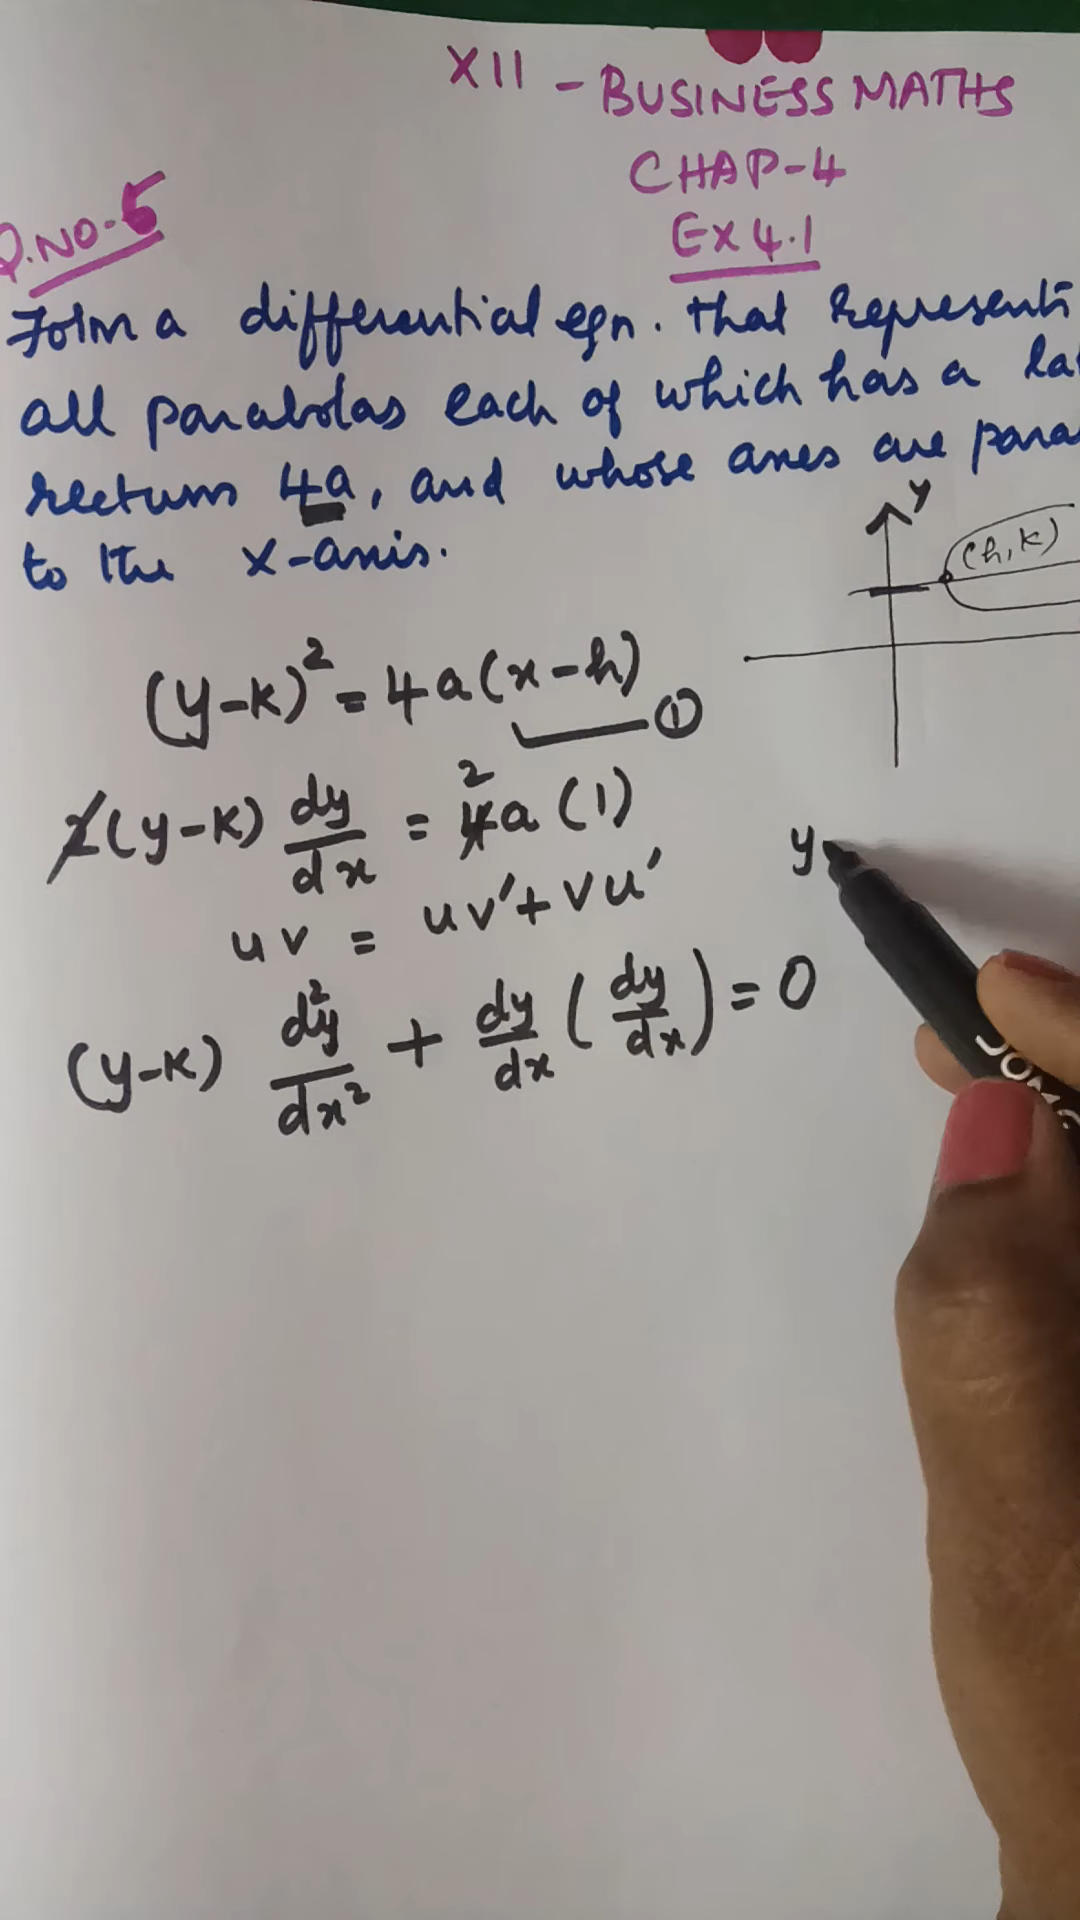 XII - BUSINESS MATHS
CHAP-4
EX 4.1
Q.NO-5
Form a differential eqn. that represents
all parabolas each of which has a la
rectum 4a, and whose axes are para
to the x-axis.
y
(h,k)
(y-k)² = 4a(x-h)
①
2(y-k) dy/dx = 4a(1)
2
y
uv = uv'+vu'
(y-k) d²y/dx² + dy/dx (dy/dx) = 0